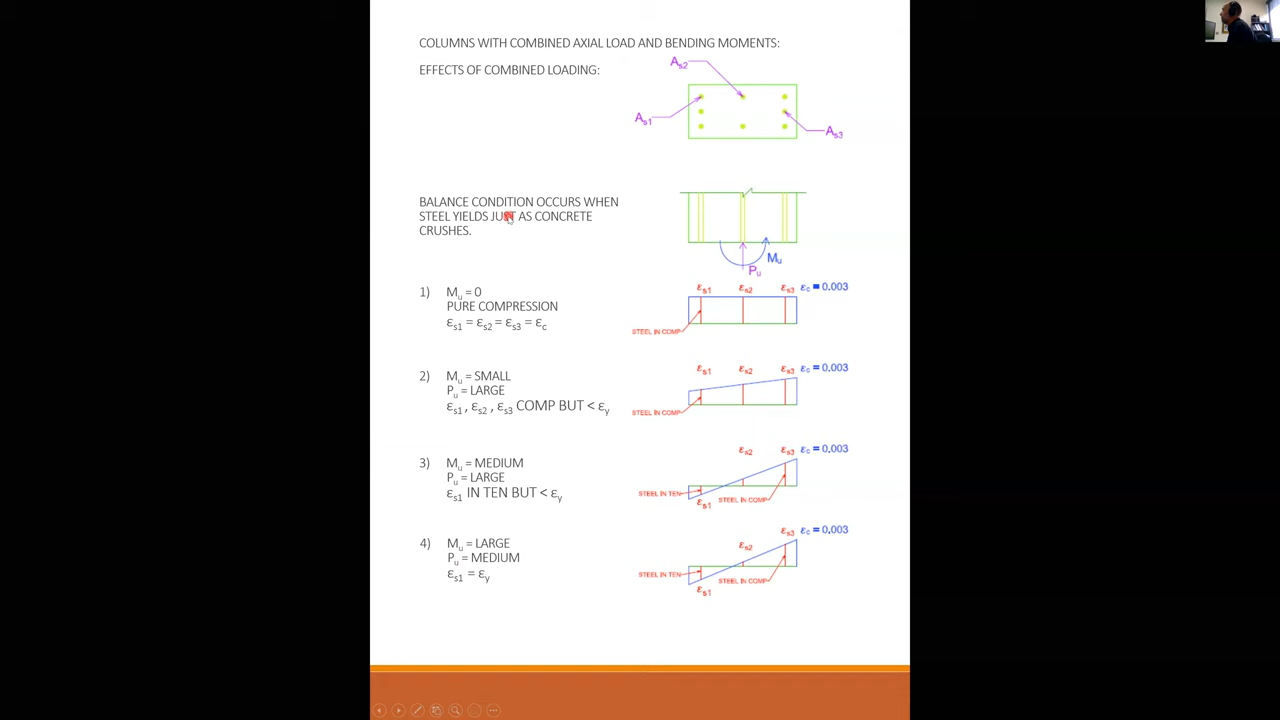 COLUMNS WITH COMBINED AXIAL LOAD AND BENDING MOMENTS:
EFFECTS OF COMBINED LOADING:
As2
As1
As3
BALANCE CONDITION OCCURS WHEN
STEEL YIELDS JUST AS CONCRETE
CRUSHES.
Mu
Pu
1) Mu = 0
PURE COMPRESSION
εs1 = εs2 = εs3 = εc
εs1 εs2 εs3 εc = 0.003
STEEL IN COMP
2) Mu = SMALL
Pu = LARGE
εs1 , εs2 , εs3 COMP BUT < εy
εs1 εs2 εs3 εc = 0.003
STEEL IN COMP
3) Mu = MEDIUM
Pu = LARGE
εs1 IN TEN BUT < εy
εs2 εs3 εc = 0.003
STEEL IN TEN
STEEL IN COMP
εs1
4) Mu = LARGE
Pu = MEDIUM
εs1 = εy
εs2 εs3 εc = 0.003
STEEL IN TEN
STEEL IN COMP
εs1